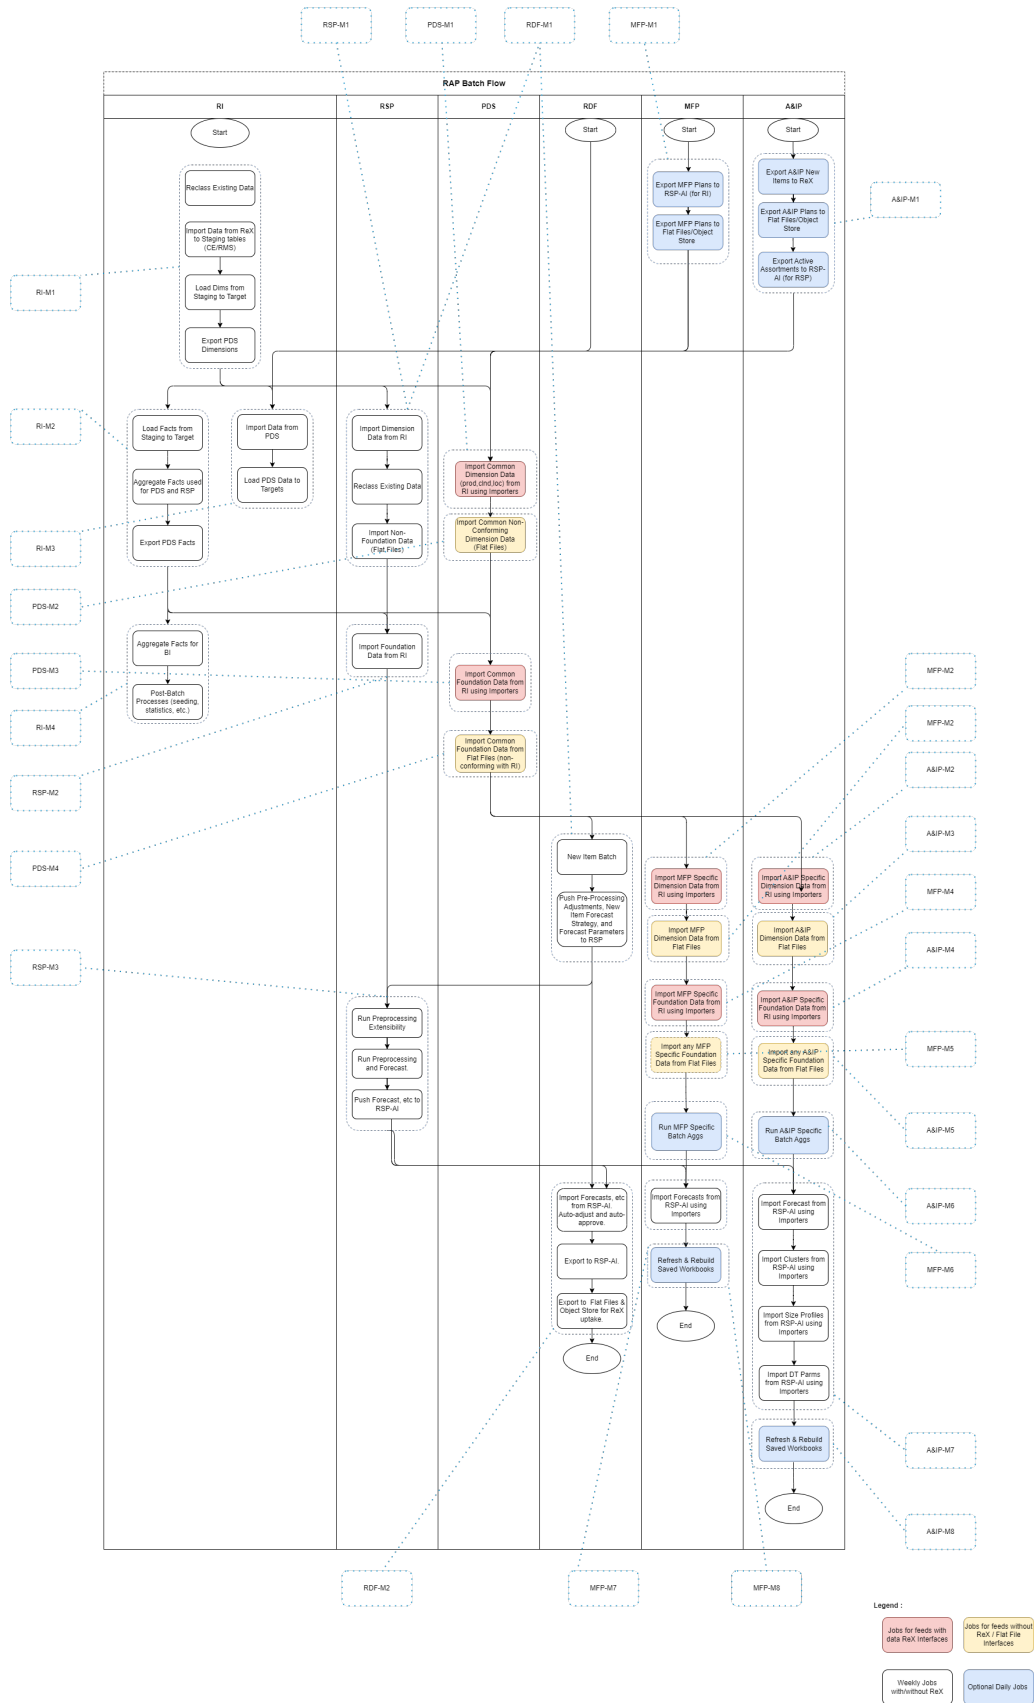 RSP-M1
PDS-M1
RDF-M1
MFP-M1
RAP Batch Flow
RI
RSP
PDS
RDF
MFP
A&IP
Start
Start
Start
Start
Reclass Existing Data
Import Data from ReX
to Staging tables
(CE/RMS)
Load Dims from
Staging to Target
Export PDS
Dimensions
Export MFP Plans to
RSP-AI (for RI)
Export MFP Plans to
Flat Files/Object
Store
Export A&IP New
Items to ReX
Export A&IP Plans to
Flat Files/Object
Store
Export Active
Assortments to RSP-
AI (for RSP)
A&IP-M1
RI-M1
RI-M2
Load Facts from
Staging to Target
Aggregate Facts used
for PDS and RSP
Export PDS Facts
Import Data from
PDS
Load PDS Data to
Targets
Import Dimension
Data from RI
Reclass Existing Data
Import Non-
Foundation Data
(Flat Files)
Import Common
Dimension Data
(prod,clnd,loc) from
RI using Importers
Import Common Non-
Conforming
Dimension Data
(Flat Files)
RI-M3
PDS-M2
PDS-M3
RI-M4
RSP-M2
PDS-M4
Aggregate Facts for
BI
Post-Batch
Processes (seeding,
statistics, etc.)
Import Foundation
Data from RI
Import Common
Foundation Data from
RI using Importers
Import Common
Foundation Data from
Flat Files (non-
conforming with RI)
MFP-M2
MFP-M2
A&IP-M2
A&IP-M3
MFP-M4
A&IP-M4
New Item Batch
Push Pre-Processing
Adjustments, New
Item Forecast
Strategy, and
Forecast Parameters
to RSP
Import MFP Specific
Dimension Data from
RI using Importers
Import MFP
Dimension Data from
Flat Files
Import MFP Specific
Foundation Data from
RI using Importers
Import any MFP
Specific Foundation
Data from Flat Files
Run MFP Specific
Batch Aggs
Import A&IP Specific
Dimension Data from
RI using Importers
Import A&IP
Dimension Data from
Flat Files
Import A&IP Specific
Foundation Data from
RI using Importers
Import any A&IP
Specific Foundation
Data from Flat Files
Run A&IP Specific
Batch Aggs
RSP-M3
Run Preprocessing
Extensibility
Run Preprocessing
and Forecast.
Push Forecast, etc to
RSP-AI
MFP-M5
A&IP-M5
A&IP-M6
MFP-M6
Import Forecasts, etc
from RSP-AI.
Auto-adjust and auto-
approve.
Export to RSP-AI.
Export to Flat Files &
Object Store for ReX
uptake.
End
Import Forecasts from
RSP-AI using
Importers
Refresh & Rebuild
Saved Workbooks
End
Import Forecast from
RSP-AI using
Importers
Import Clusters from
RSP-AI using
Importers
Import Size Profiles
from RSP-AI using
Importers
Import DT Parms
from RSP-AI using
Importers
Refresh & Rebuild
Saved Workbooks
End
A&IP-M7
A&IP-M8
RDF-M2
MFP-M7
MFP-M8
Legend :
Jobs for feeds with
data ReX Interfaces
Jobs for feeds without
ReX / Flat File
Interfaces
Weekly Jobs
with/without ReX
Optional Daily Jobs